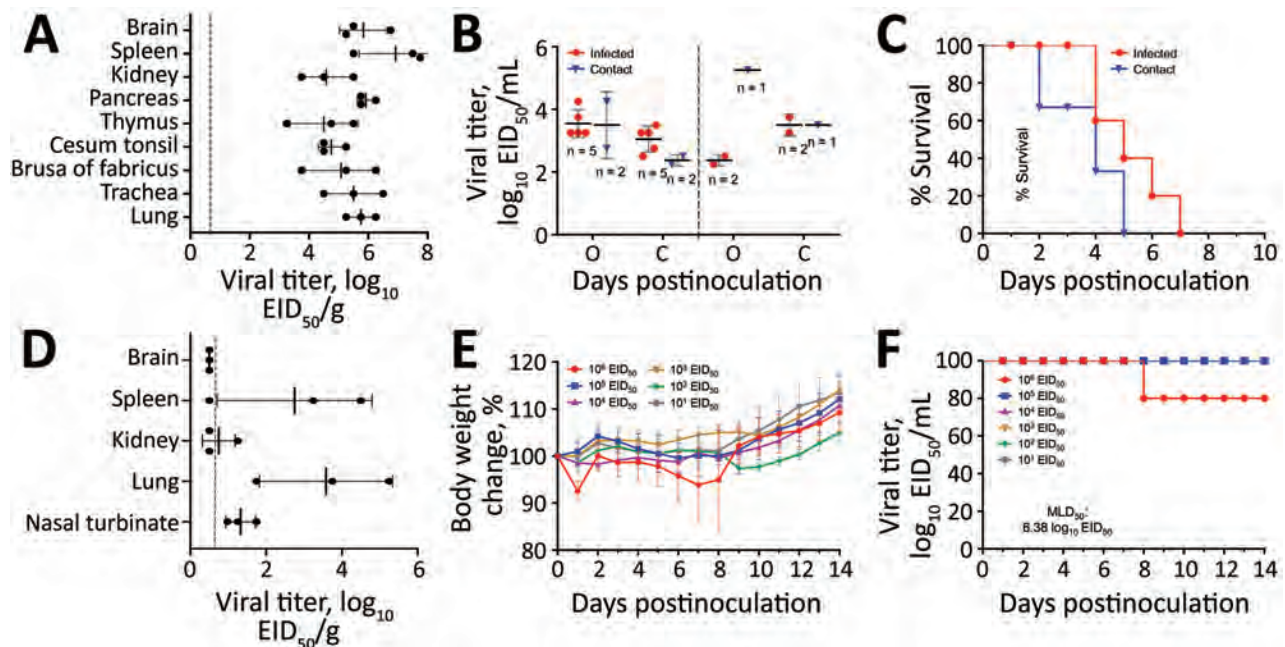 A
Brain
Spleen
Kidney
Pancreas
Thymus
Cesum tonsil
Brusa of fabricus
Trachea
Lung
0 2 4 6 8
Viral titer, log₁₀
EID₅₀/g
B
Viral titer,
log₁₀ EID₅₀/mL
6
4
2
0
Infected
Contact
n = 5
n = 2
n = 5
n = 2
n = 2
n = 1
n = 2
n = 1
O C O C
Days postinoculation
C
% Survival
100
80
60
40
20
0
Infected
Contact
% Survival
0 2 4 6 8 10
Days postinoculation
D
Brain
Spleen
Kidney
Lung
Nasal turbinate
0 2 4 6
Viral titer, log₁₀
EID₅₀/g
E
Body weight
change, %
120
110
100
90
80
10⁶ EID₅₀
10⁵ EID₅₀
10⁴ EID₅₀
10³ EID₅₀
10² EID₅₀
10¹ EID₅₀
0 2 4 6 8 10 12 14
Days postinoculation
F
Viral titer,
log₁₀ EID₅₀/mL
100
80
60
40
20
0
10⁶ EID₅₀
10⁵ EID₅₀
10⁴ EID₅₀
10³ EID₅₀
10² EID₅₀
10¹ EID₅₀
MLD₅₀:
6.38 log₁₀ EID₅₀
0 2 4 6 8 10 12 14
Days postinoculation